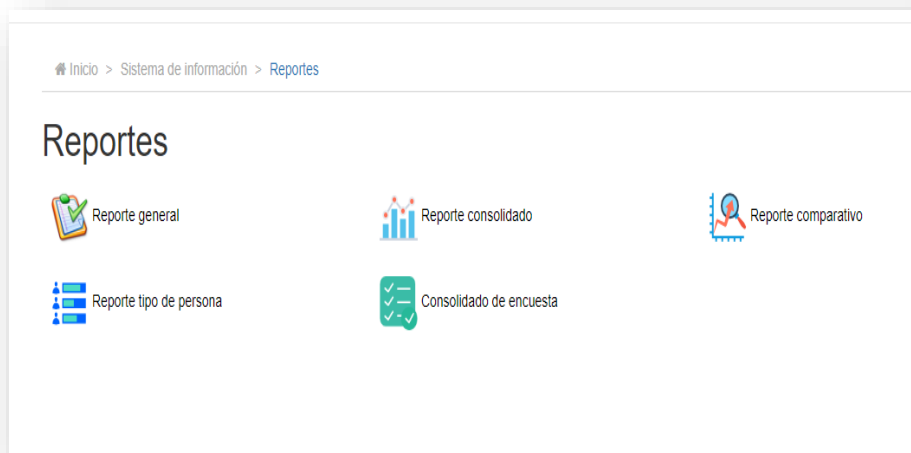 Inicio > Sistema de información > Reportes
Reportes
Reporte general
Reporte consolidado
Reporte comparativo
Reporte tipo de persona
Consolidado de encuesta